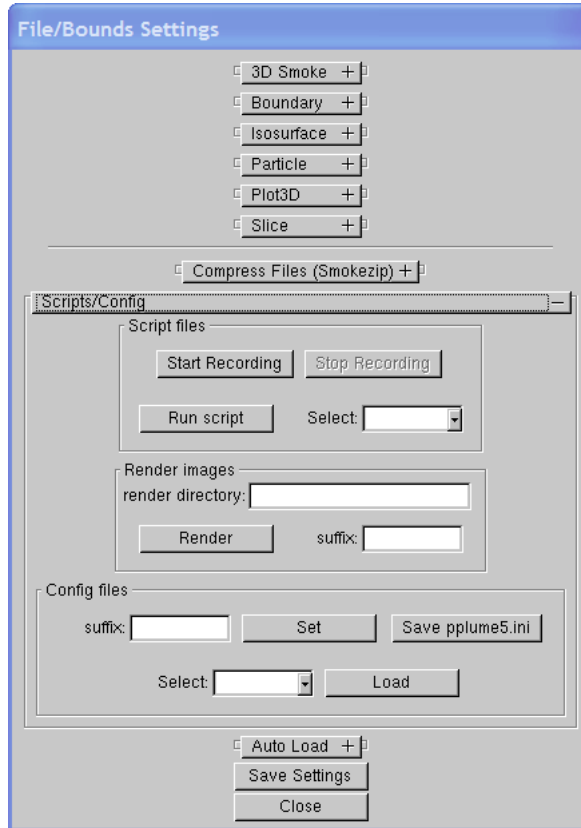 File/Bounds Settings
3D Smoke +
Boundary +
Isosurface +
Particle +
Plot3D +
Slice +
Compress Files (Smokezip) +
Scripts/Config −
Script files
Start Recording Stop Recording
Run script Select:
Render images
render directory:
Render suffix:
Config files
suffix: Set Save pplume5.ini
Select: Load
Auto Load +
Save Settings
Close